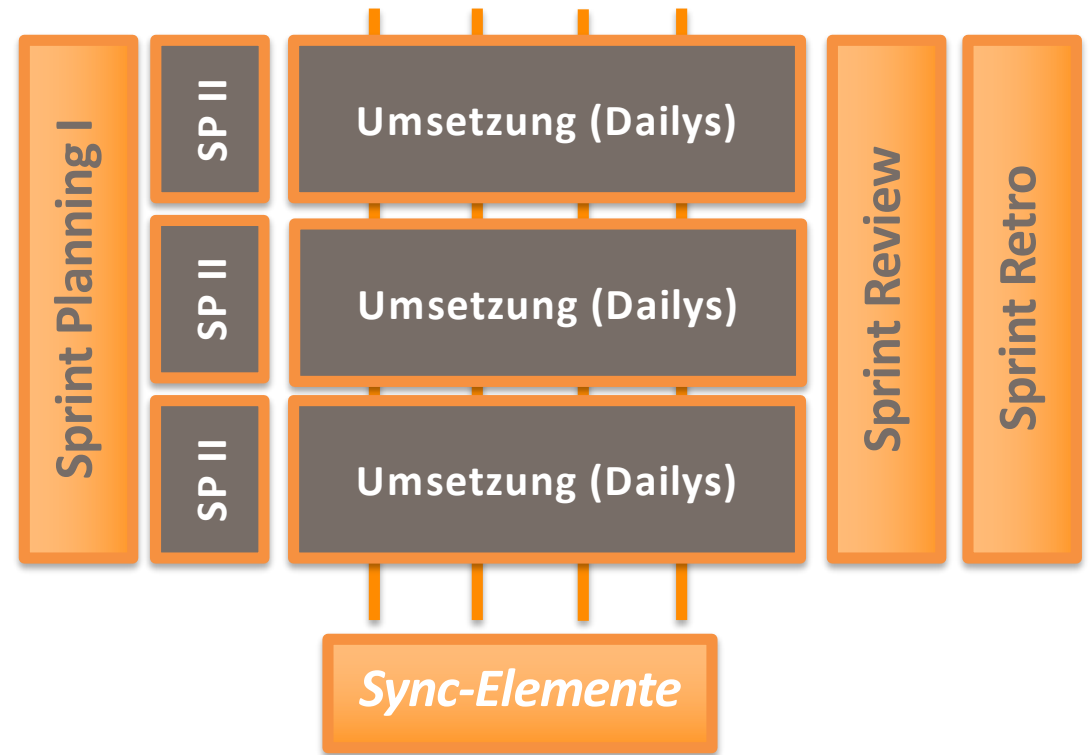 Sprint Planning I
SP II
Umsetzung (Dailys)
SP II
Umsetzung (Dailys)
SP II
Umsetzung (Dailys)
Sprint Review
Sprint Retro
Sync-Elemente